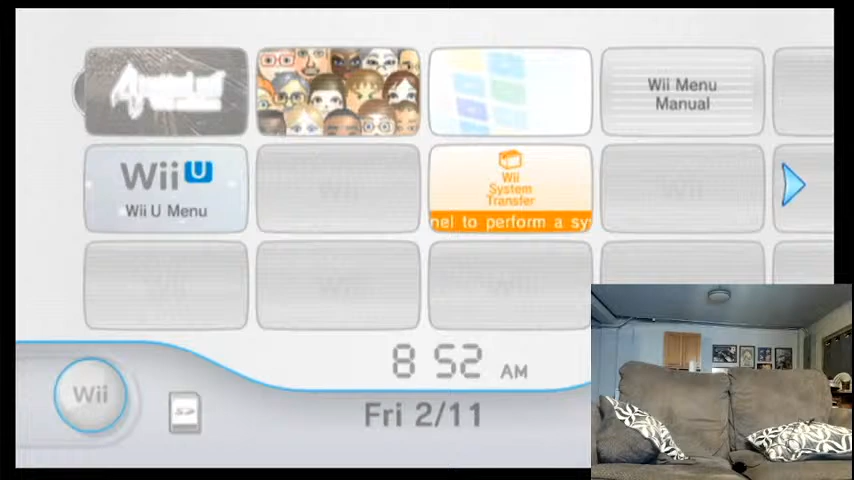 Wii Menu
Manual
Wii U
Wii U Menu
Wii
System
Transfer
nel to perform a sy
8 52 AM
Wii
Fri 2/11